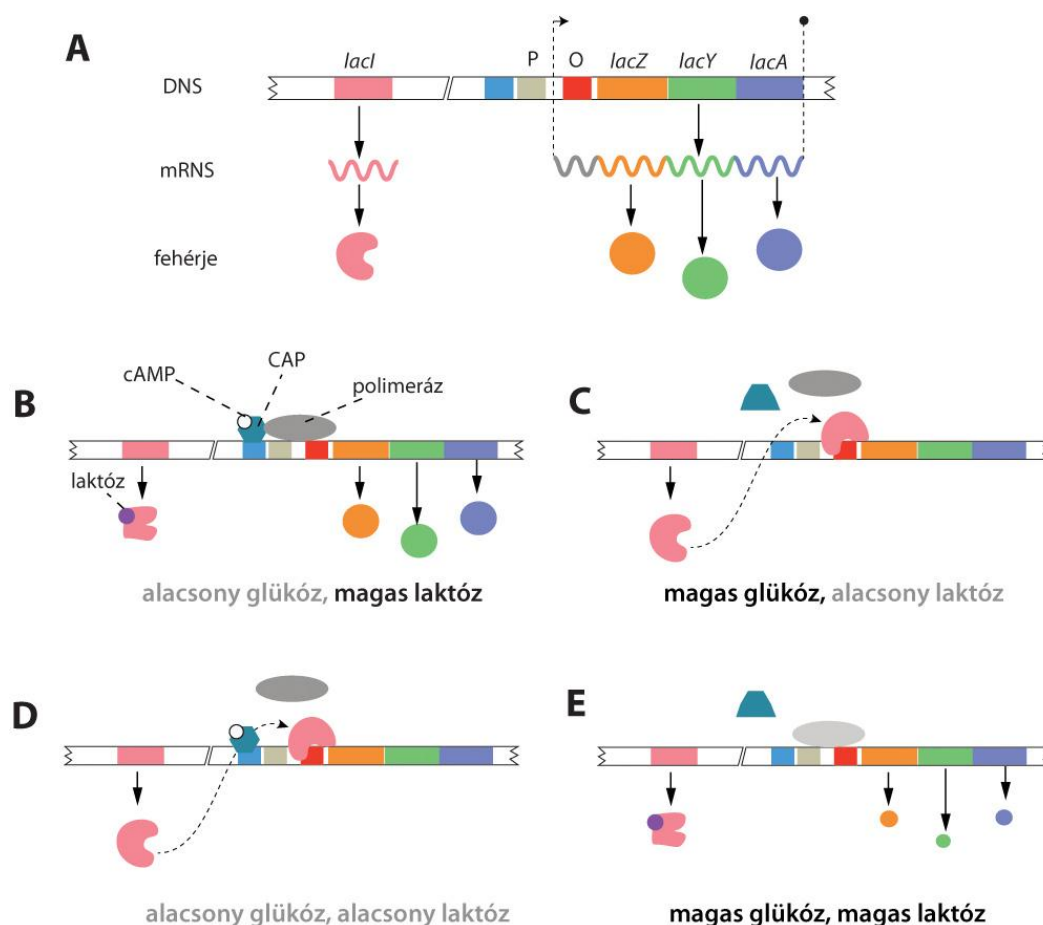 A
lacI
P
O
lacZ
lacY
lacA
DNS
mRNS
fehérje
B
cAMP
CAP
polimeráz
laktóz
alacsony glükóz, magas laktóz
C
magas glükóz, alacsony laktóz
D
alacsony glükóz, alacsony laktóz
E
magas glükóz, magas laktóz